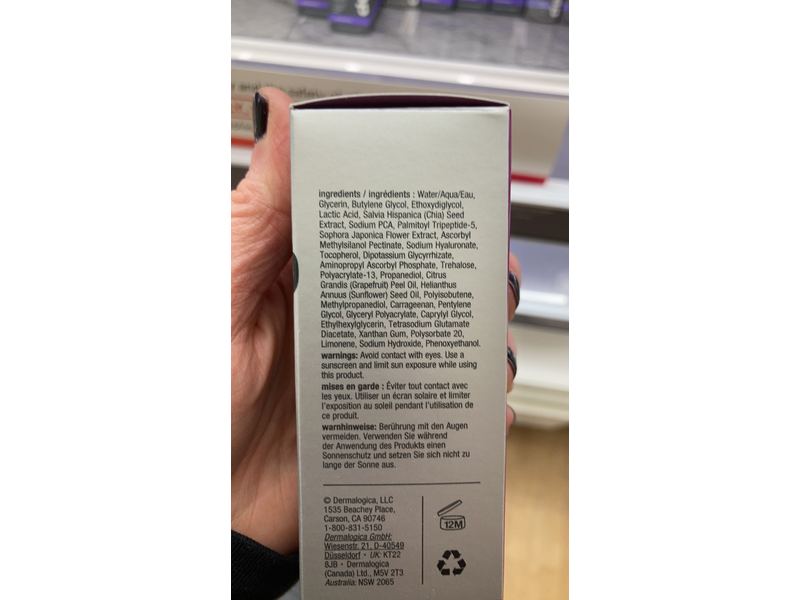 ingredients / ingrédients : Water/Aqua/Eau,
Glycerin, Butylene Glycol, Ethoxydiglycol,
Lactic Acid, Salvia Hispanica (Chia) Seed
Extract, Sodium PCA, Palmitoyl Tripeptide-5,
Sophora Japonica Flower Extract, Ascorbyl
Methylsilanol Pectinate, Sodium Hyaluronate,
Tocopherol, Dipotassium Glycyrrhizate,
Aminopropyl Ascorbyl Phosphate, Trehalose,
Polyacrylate-13, Propanediol, Citrus
Grandis (Grapefruit) Peel Oil, Helianthus
Annuus (Sunflower) Seed Oil, Polyisobutene,
Methylpropanediol, Carrageenan, Pentylene
Glycol, Glyceryl Polyacrylate, Caprylyl Glycol,
Ethylhexylglycerin, Tetrasodium Glutamate
Diacetate, Xanthan Gum, Polysorbate 20,
Limonene, Sodium Hydroxide, Phenoxyethanol.
warnings: Avoid contact with eyes. Use a
sunscreen and limit sun exposure while using
this product.
mises en garde : Éviter tout contact avec
les yeux. Utiliser un écran solaire et limiter
l'exposition au soleil pendant l'utilisation de
ce produit.
warnhinweise: Berührung mit den Augen
vermeiden. Verwenden Sie während
der Anwendung des Produkts einen
Sonnenschutz und setzen Sie sich nicht zu
lange der Sonne aus.
© Dermalogica, LLC
1535 Beachey Place,
Carson, CA 90746
1-800-831-5150
Dermalogica GmbH:
Wiesenstr. 21, D-40549
Düsseldorf • UK: KT22
8JB • Dermalogica
(Canada) Ltd., M5V 2T3
Australia: NSW 2065
12M